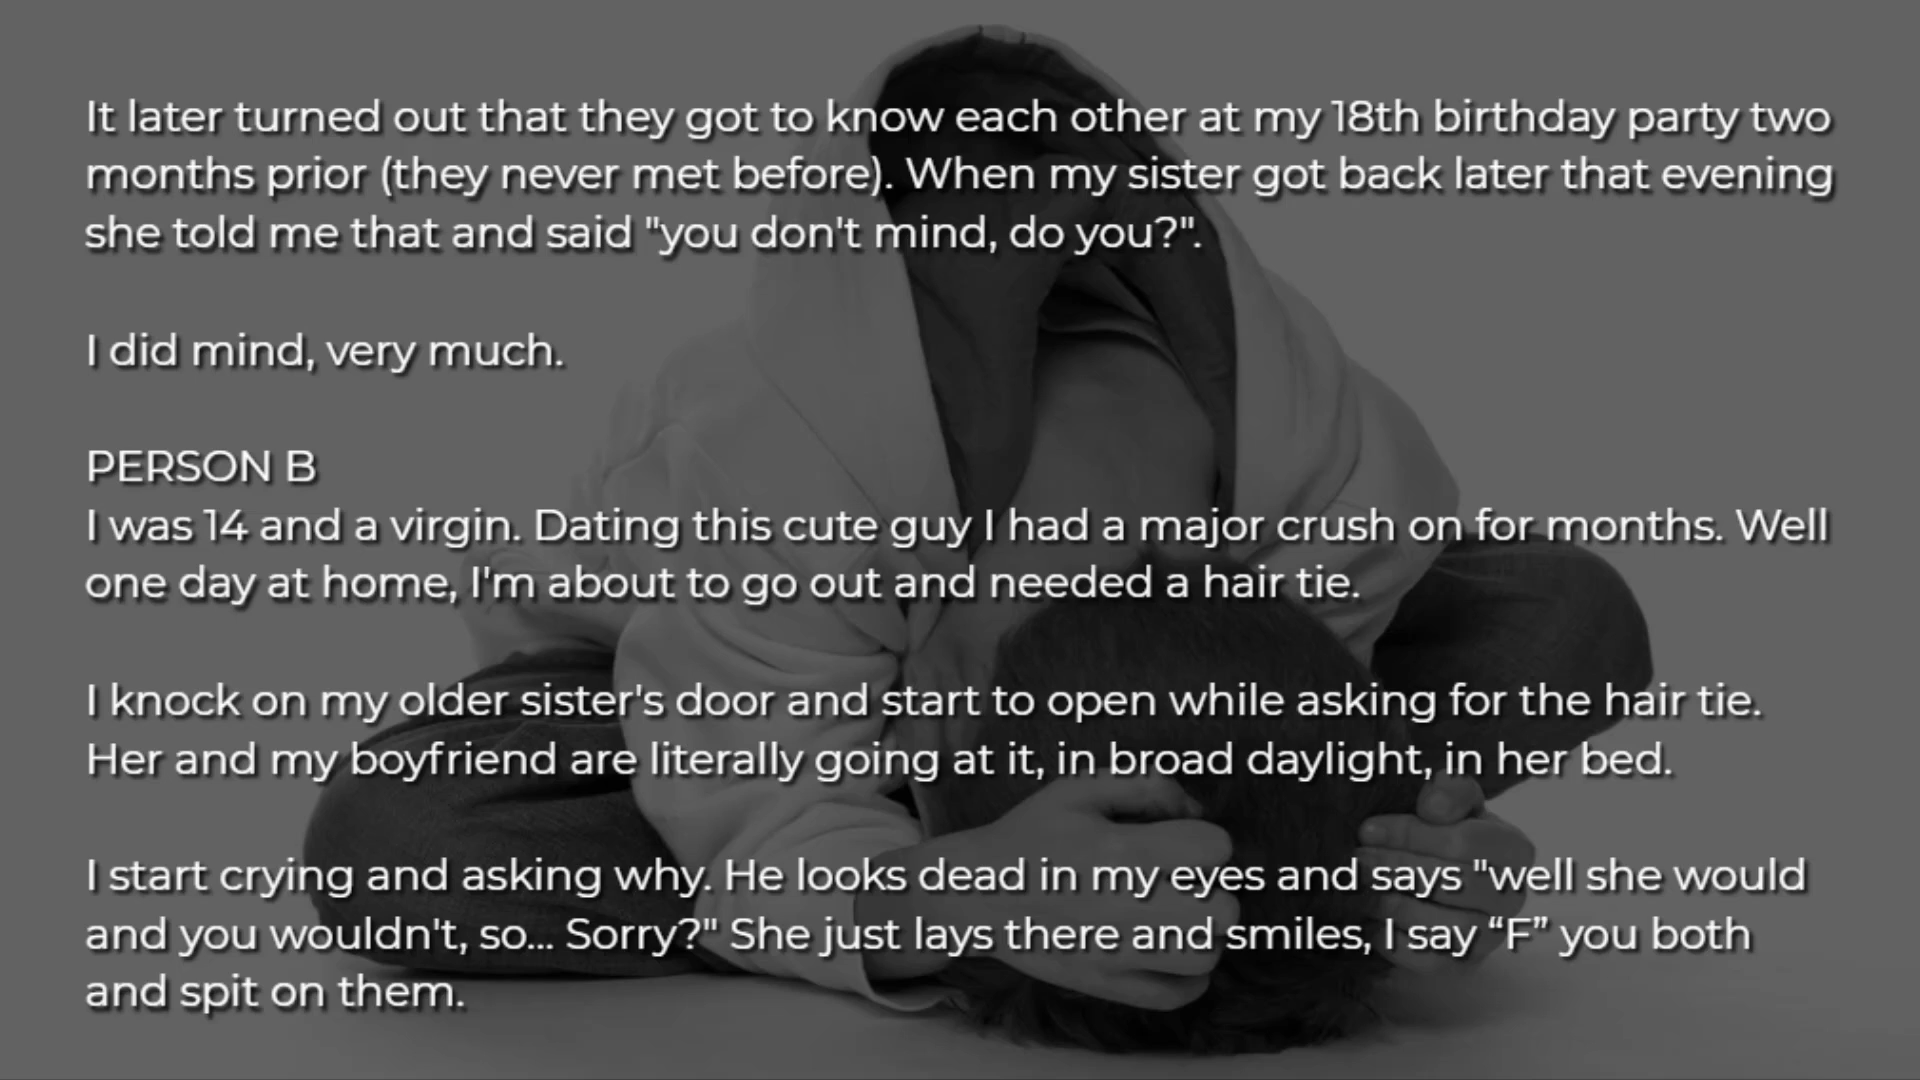 It later turned out that they got to know each other at my 18th birthday party two
months prior (they never met before). When my sister got back later that evening
she told me that and said "you don't mind, do you?".
I did mind, very much.
PERSON B
I was 14 and a virgin. Dating this cute guy I had a major crush on for months. Well
one day at home, I'm about to go out and needed a hair tie.
I knock on my older sister's door and start to open while asking for the hair tie.
Her and my boyfriend are literally going at it, in broad daylight, in her bed.
I start crying and asking why. He looks dead in my eyes and says "well she would
and you wouldn't, so... Sorry?" She just lays there and smiles, I say “F” you both
and spit on them.